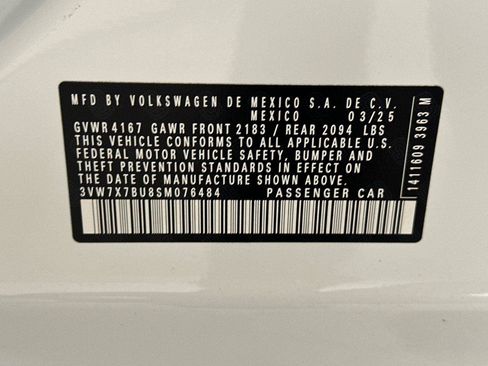 MFD BY VOLKSWAGEN DE MEXICO S.A. DE C.V.
MEXICO 03/25
GVWR 4167 GAWR FRONT 2183 / REAR 2094 LBS
THIS VEHICLE CONFORMS TO ALL APPLICABLE U.S.
FEDERAL MOTOR VEHICLE SAFETY, BUMPER AND
THEFT PREVENTION STANDARDS IN EFFECT ON THE
DATE OF MANUFACTURE SHOWN ABOVE.
3VW7X7BU8SM076484 PASSENGER CAR
1411609 3963 M